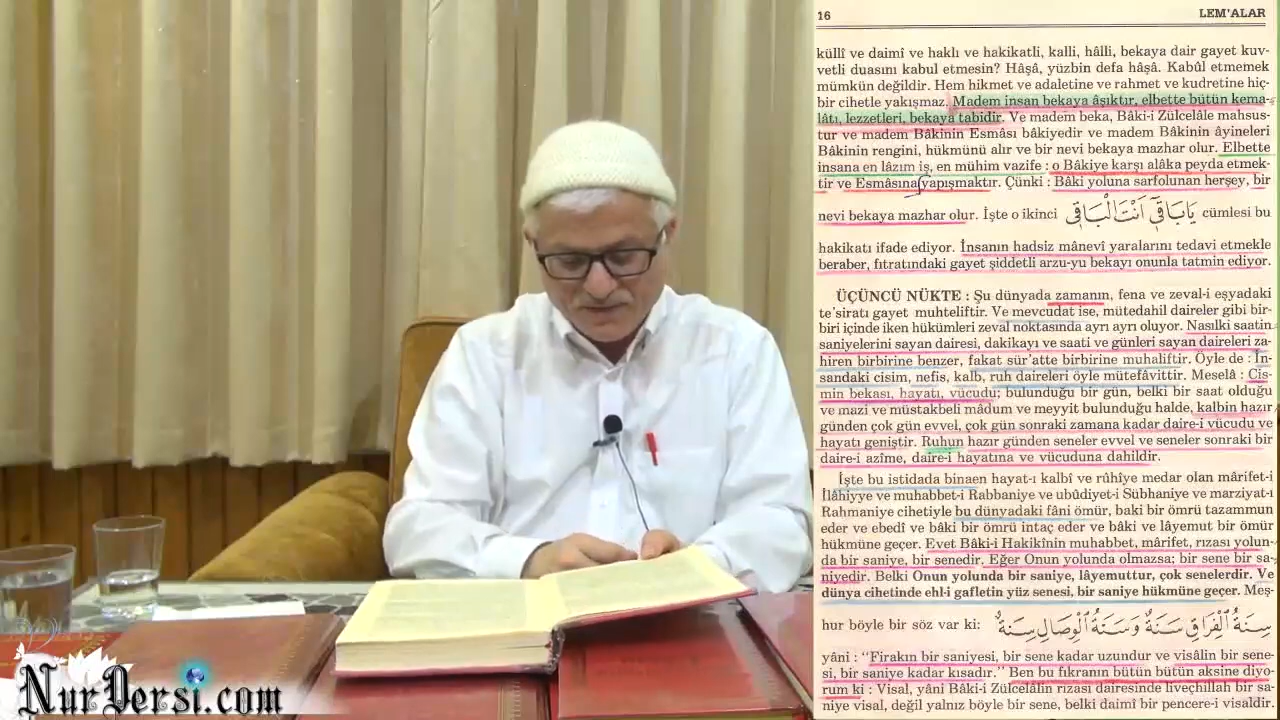 16 LEM'ALAR
küllî ve daimî ve haklı ve hakikatli, kalli, hâlli, bekaya dair gayet kuv-
vetli duasını kabul etmesin? Hâşâ, yüzbin defa hâşâ. Kabûl etmemek
mümkün değildir. Hem hikmet ve adaletine ve rahmet ve kudretine hiç-
bir cihetle yakışmaz. Madem insan bekaya âşıktır, elbette bütün kema-
lâtı, lezzetleri, bekaya tabidir. Ve madem beka, Bâki-i Zülcelâle mahsus-
tur ve madem Bâkinin Esmâsı bâkiyedir ve madem Bâkinin âyineleri
Bâkinin rengini, hükmünü alır ve bir nevi bekaya mazhar olur. Elbette
insana en lâzım iş, en mühim vazife : o Bâkiye karşı alâka peyda etmek-
tir ve Esmâsına yapışmaktır. Çünki : Bâki yoluna sarfolunan herşey, bir
nevi bekaya mazhar olur. İşte o ikinci يَا بَاقِٓى اَنْتَ الْبَاقِى cümlesi bu
hakikatı ifade ediyor. İnsanın hadsiz mânevî yaralarını tedavi etmekle
beraber, fıtratındaki gayet şiddetli arzu-yu bekayı onunla tatmin ediyor.
ÜÇÜNCÜ NÜKTE : Şu dünyada zamanın, fena ve zeval-i eşyadaki
te'siratı gayet muhteliftir. Ve mevcudat ise, mütedahil daireler gibi bir-
biri içinde iken hükümleri zeval noktasında ayrı ayrı oluyor. Nasılki saatin
saniyelerini sayan dairesi, dakikayı ve saati ve günleri sayan daireleri za-
hiren birbirine benzer, fakat sür'atte birbirine muhaliftir. Öyle de : İn-
sandaki cisim, nefis, kalb, ruh daireleri öyle mütefâvittir. Meselâ : Cis-
min bekası, hayatı, vücudu; bulunduğu bir gün, belki bir saat olduğu
ve mazi ve müstakbeli mâdum ve meyyit bulunduğu halde, kalbin hazır
günden çok gün evvel, çok gün sonraki zamana kadar daire-i vücudu ve
hayatı geniştir. Ruhun hazır günden seneler evvel ve seneler sonraki bir
daire-i azîme, daire-i hayatına ve vücuduna dahildir.
İşte bu istidada binaen hayat-ı kalbî ve rûhîye medar olan mârifet-i
İlâhiyye ve muhabbet-i Rabbaniye ve ubûdiyet-i Sübhaniye ve marziyat-ı
Rahmaniye cihetiyle bu dünyadaki fâni ömür, baki bir ömrü tazammun
eder ve ebedî ve bâki bir ömrü intaç eder ve bâki ve lâyemut bir ömür
hükmüne geçer. Evet Bâki-i Hakikînin muhabbet, mârifet, rızası yolun-
da bir saniye, bir senedir. Eğer Onun yolunda olmazsa; bir sene bir sa-
niyedir. Belki Onun yolunda bir saniye, lâyemuttur, çok senelerdir. Ve
dünya cihetinde ehl-i gafletin yüz senesi, bir saniye hükmüne geçer. Meş-
hur böyle bir söz var ki: سِنَةُ الْفِرَاقِ سَنَةٌ وَسَنَةُ الْوِصَالِ سِنَةٌ
yâni : "Firakın bir saniyesi, bir sene kadar uzundur ve visâlin bir sene-
si, bir saniye kadar kısadır." Ben bu fıkranın bütün bütün aksine diyo-
rum ki : Visal, yâni Bâki-i Zülcelâlin rızası dairesinde livechillah bir sa-
niye visal, değil yalnız böyle bir sene, belki daimî bir pencere-i visaldir.
NurDersi.com